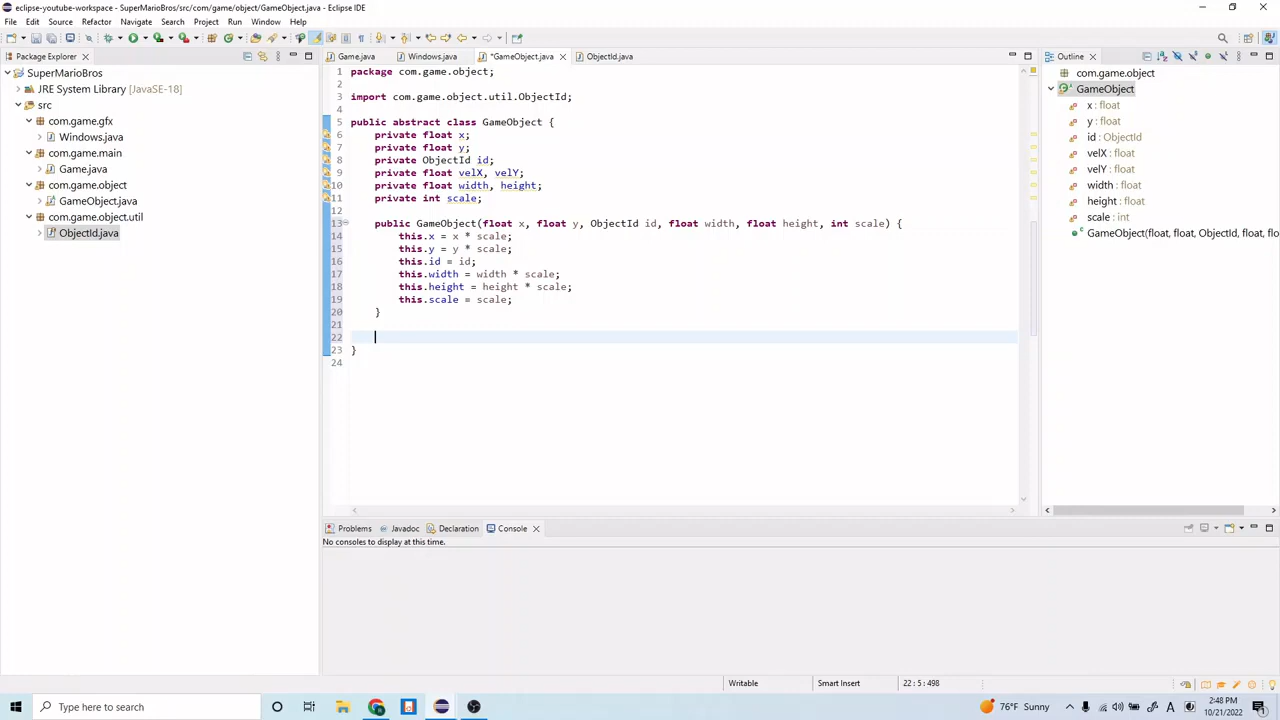 eclipse-youtube-workspace - SuperMarioBros/src/com/game/object/GameObject.java - Eclipse IDE
File Edit Source Refactor Navigate Search Project Run Window Help
Package Explorer
SuperMarioBros
JRE System Library [JavaSE-18]
src
com.game.gfx
Windows.java
com.game.main
Game.java
com.game.object
GameObject.java
com.game.object.util
ObjectId.java
Game.java Windows.java *GameObject.java ObjectId.java
1 package com.game.object;
2
3 import com.game.object.util.ObjectId;
4
5 public abstract class GameObject {
6 private float x;
7 private float y;
8 private ObjectId id;
9 private float velX, velY;
10 private float width, height;
11 private int scale;
12
13 public GameObject(float x, float y, ObjectId id, float width, float height, int scale) {
14 this.x = x * scale;
15 this.y = y * scale;
16 this.id = id;
17 this.width = width * scale;
18 this.height = height * scale;
19 this.scale = scale;
20 }
21
22
23 }
24
Outline
com.game.object
GameObject
x : float
y : float
id : ObjectId
velX : float
velY : float
width : float
height : float
scale : int
GameObject(float, float, ObjectId, float, flo
Problems Javadoc Declaration Console
No consoles to display at this time.
Writable Smart Insert 22 : 5 : 498
Type here to search
76°F Sunny
2:48 PM
10/21/2022